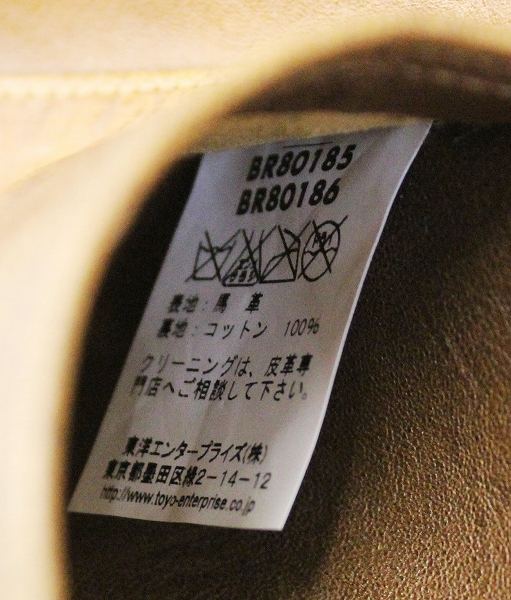 BR80185
BR80186
表地：馬 革
裏地：コットン 100%
クリーニングは、皮革専
門店へご相談して下さい。
東洋エンタープライズ(株)
東京都墨田区緑2-14-12
http://www.toyo-enterprise.co.jp